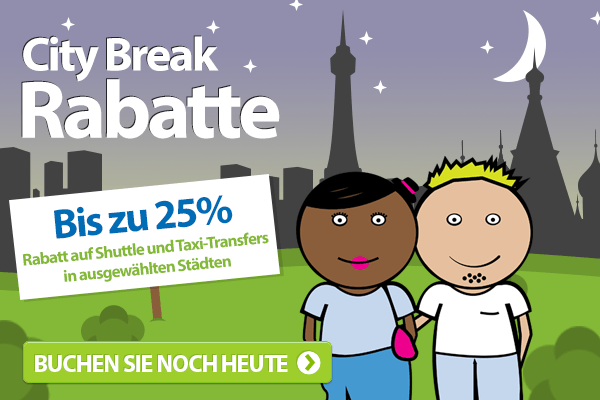 City Break
Rabatte
Bis zu 25%
Rabatt auf Shuttle und Taxi-Transfers
in ausgewählten Städten
BUCHEN SIE NOCH HEUTE